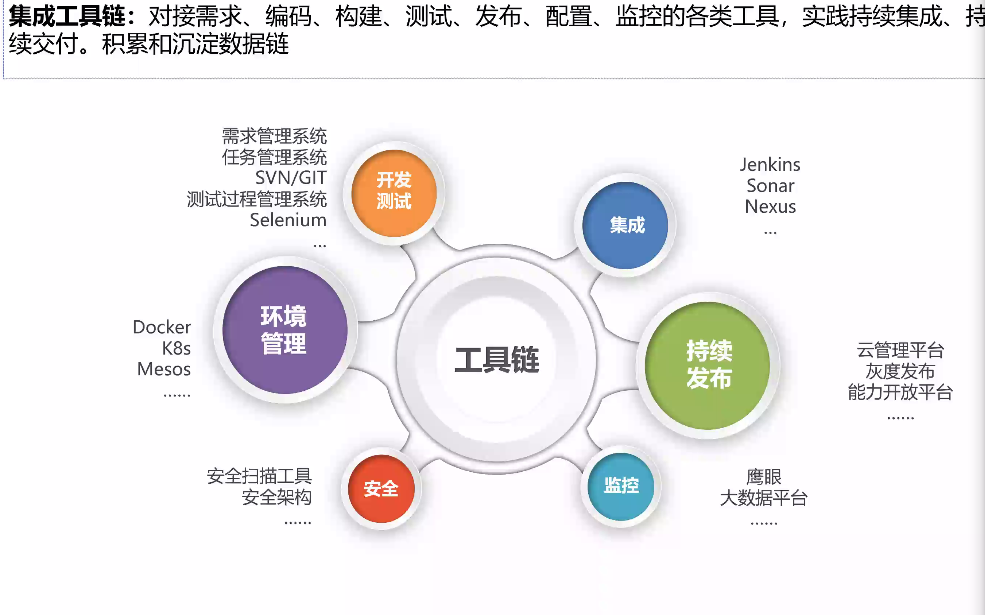 集成工具链：对接需求、编码、构建、测试、发布、配置、监控的各类工具，实践持续集成、持
续交付。积累和沉淀数据链
需求管理系统
任务管理系统
SVN/GIT
测试过程管理系统
Selenium
...
开发
测试
集成
Jenkins
Sonar
Nexus
...
环境
管理
Docker
K8s
Mesos
......
工具链
持续
发布
云管理平台
灰度发布
能力开放平台
......
安全扫描工具
安全架构
......
安全
监控
鹰眼
大数据平台
......